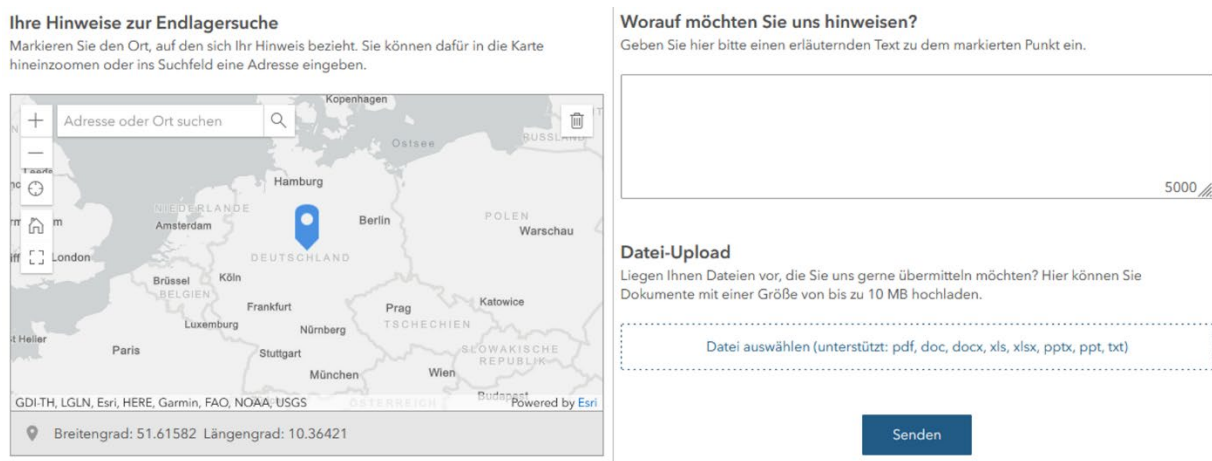 Ihre Hinweise zur Endlagersuche
Markieren Sie den Ort, auf den sich Ihr Hinweis bezieht. Sie können dafür in die Karte
hineinzoomen oder ins Suchfeld eine Adresse eingeben.
Kopenhagen
Adresse oder Ort suchen
Ostsee
Leeds
Hamburg
NIEDERLANDE
Amsterdam
Berlin
POLEN
Warschau
London
DEUTSCHLAND
Brüssel
Köln
BELGIEN
Frankfurt
Prag
Katowice
Luxemburg
Nürnberg
TSCHECHIEN
St Helier
Paris
Stuttgart
SLOWAKISCHE
REPUBLIK
München
Wien
Budapest
ÖSTERREICH
GDI-TH, LGLN, Esri, HERE, Garmin, FAO, NOAA, USGS
Powered by Esri
Breitengrad: 51.61582 Längengrad: 10.36421
Worauf möchten Sie uns hinweisen?
Geben Sie hier bitte einen erläuternden Text zu dem markierten Punkt ein.
5000
Datei-Upload
Liegen Ihnen Dateien vor, die Sie uns gerne übermitteln möchten? Hier können Sie
Dokumente mit einer Größe von bis zu 10 MB hochladen.
Datei auswählen (unterstützt: pdf, doc, docx, xls, xlsx, pptx, ppt, txt)
Senden